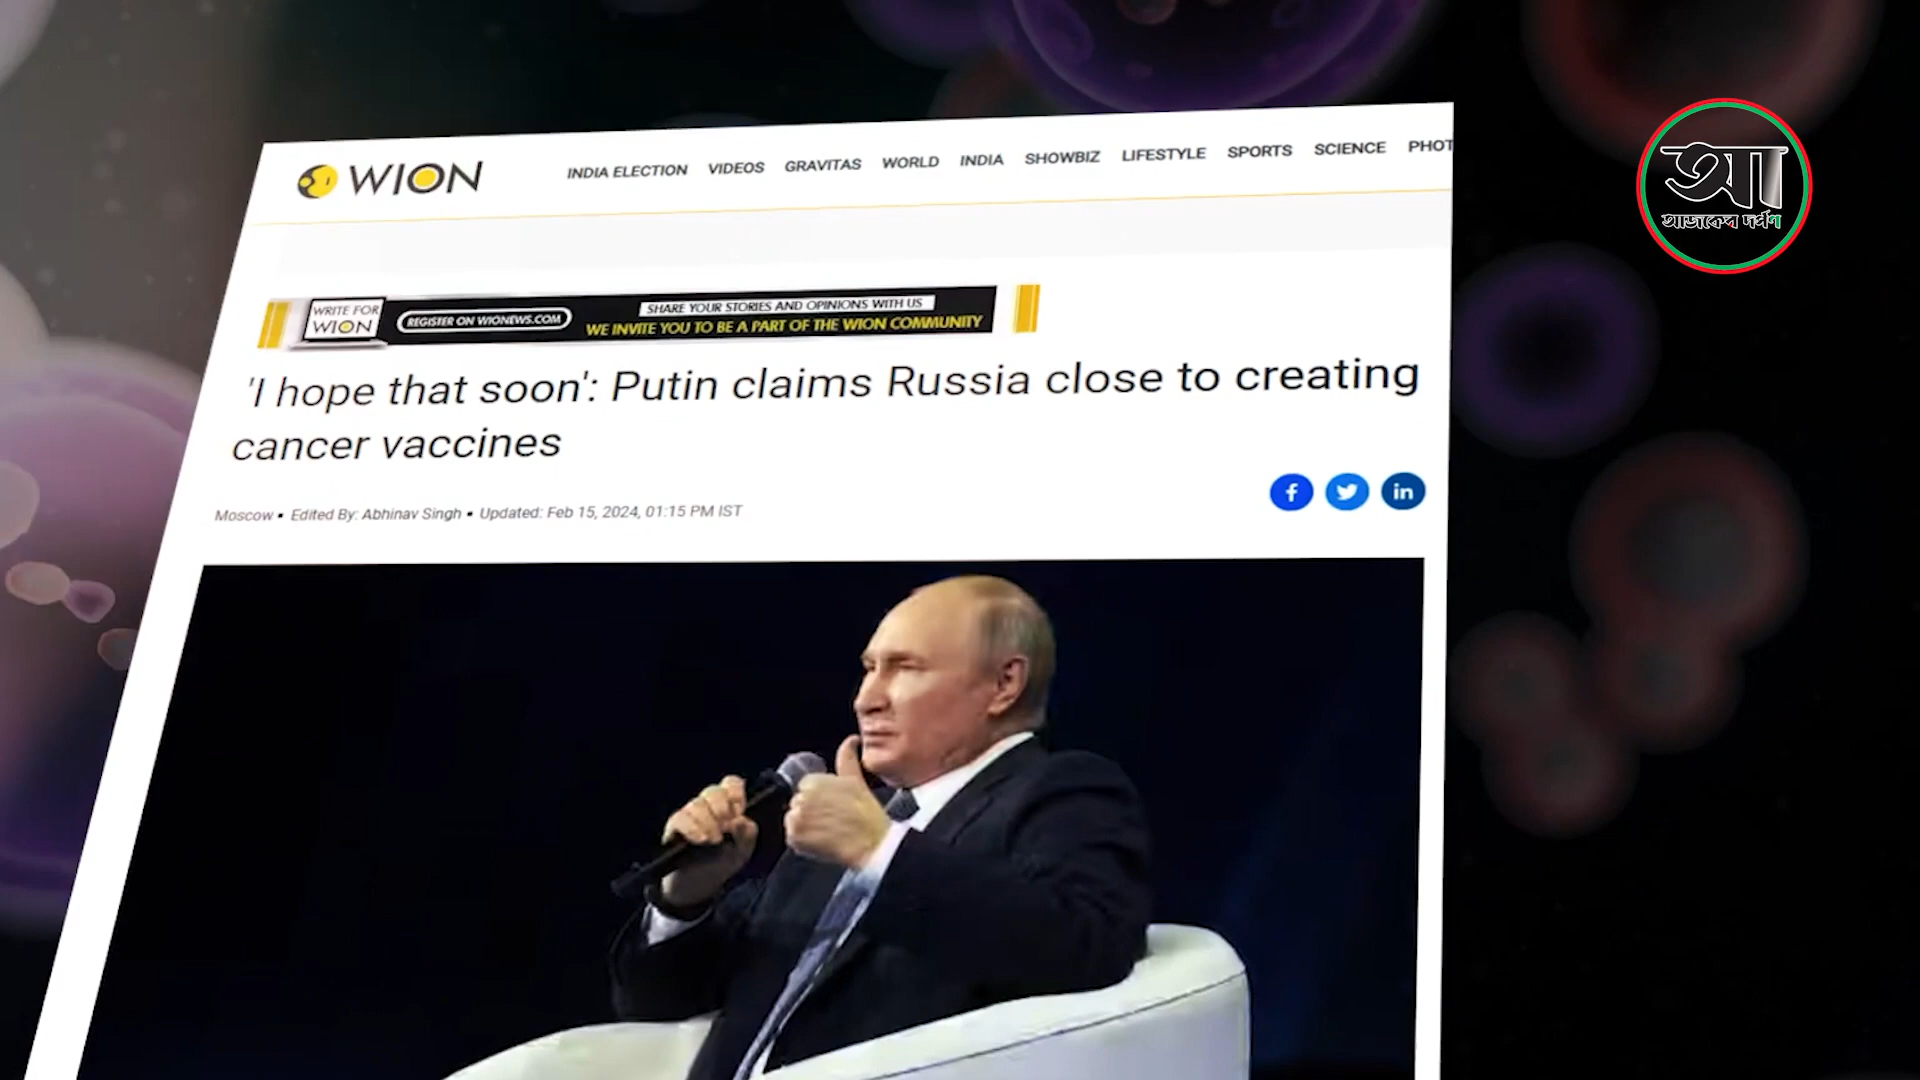 WION
INDIA ELECTION VIDEOS GRAVITAS WORLD INDIA SHOWBIZ LIFESTYLE SPORTS SCIENCE PHOT
আ
আজকের দর্পণ
WRITE FOR
WION
REGISTER ON WIONEWS.COM
SHARE YOUR STORIES AND OPINIONS WITH US
WE INVITE YOU TO BE A PART OF THE WION COMMUNITY
'I hope that soon': Putin claims Russia close to creating
cancer vaccines
Moscow ▪ Edited By: Abhinav Singh ▪ Updated: Feb 15, 2024, 01:15 PM IST
f
in